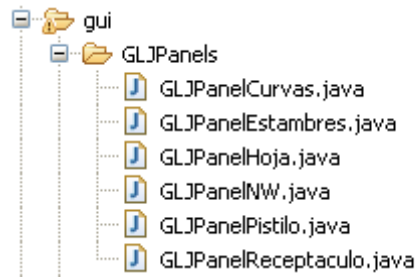 gui
GLJPanels
GLJPanelCurvas.java
GLJPanelEstambres.java
GLJPanelHoja.java
GLJPanelNW.java
GLJPanelPistilo.java
GLJPanelReceptaculo.java